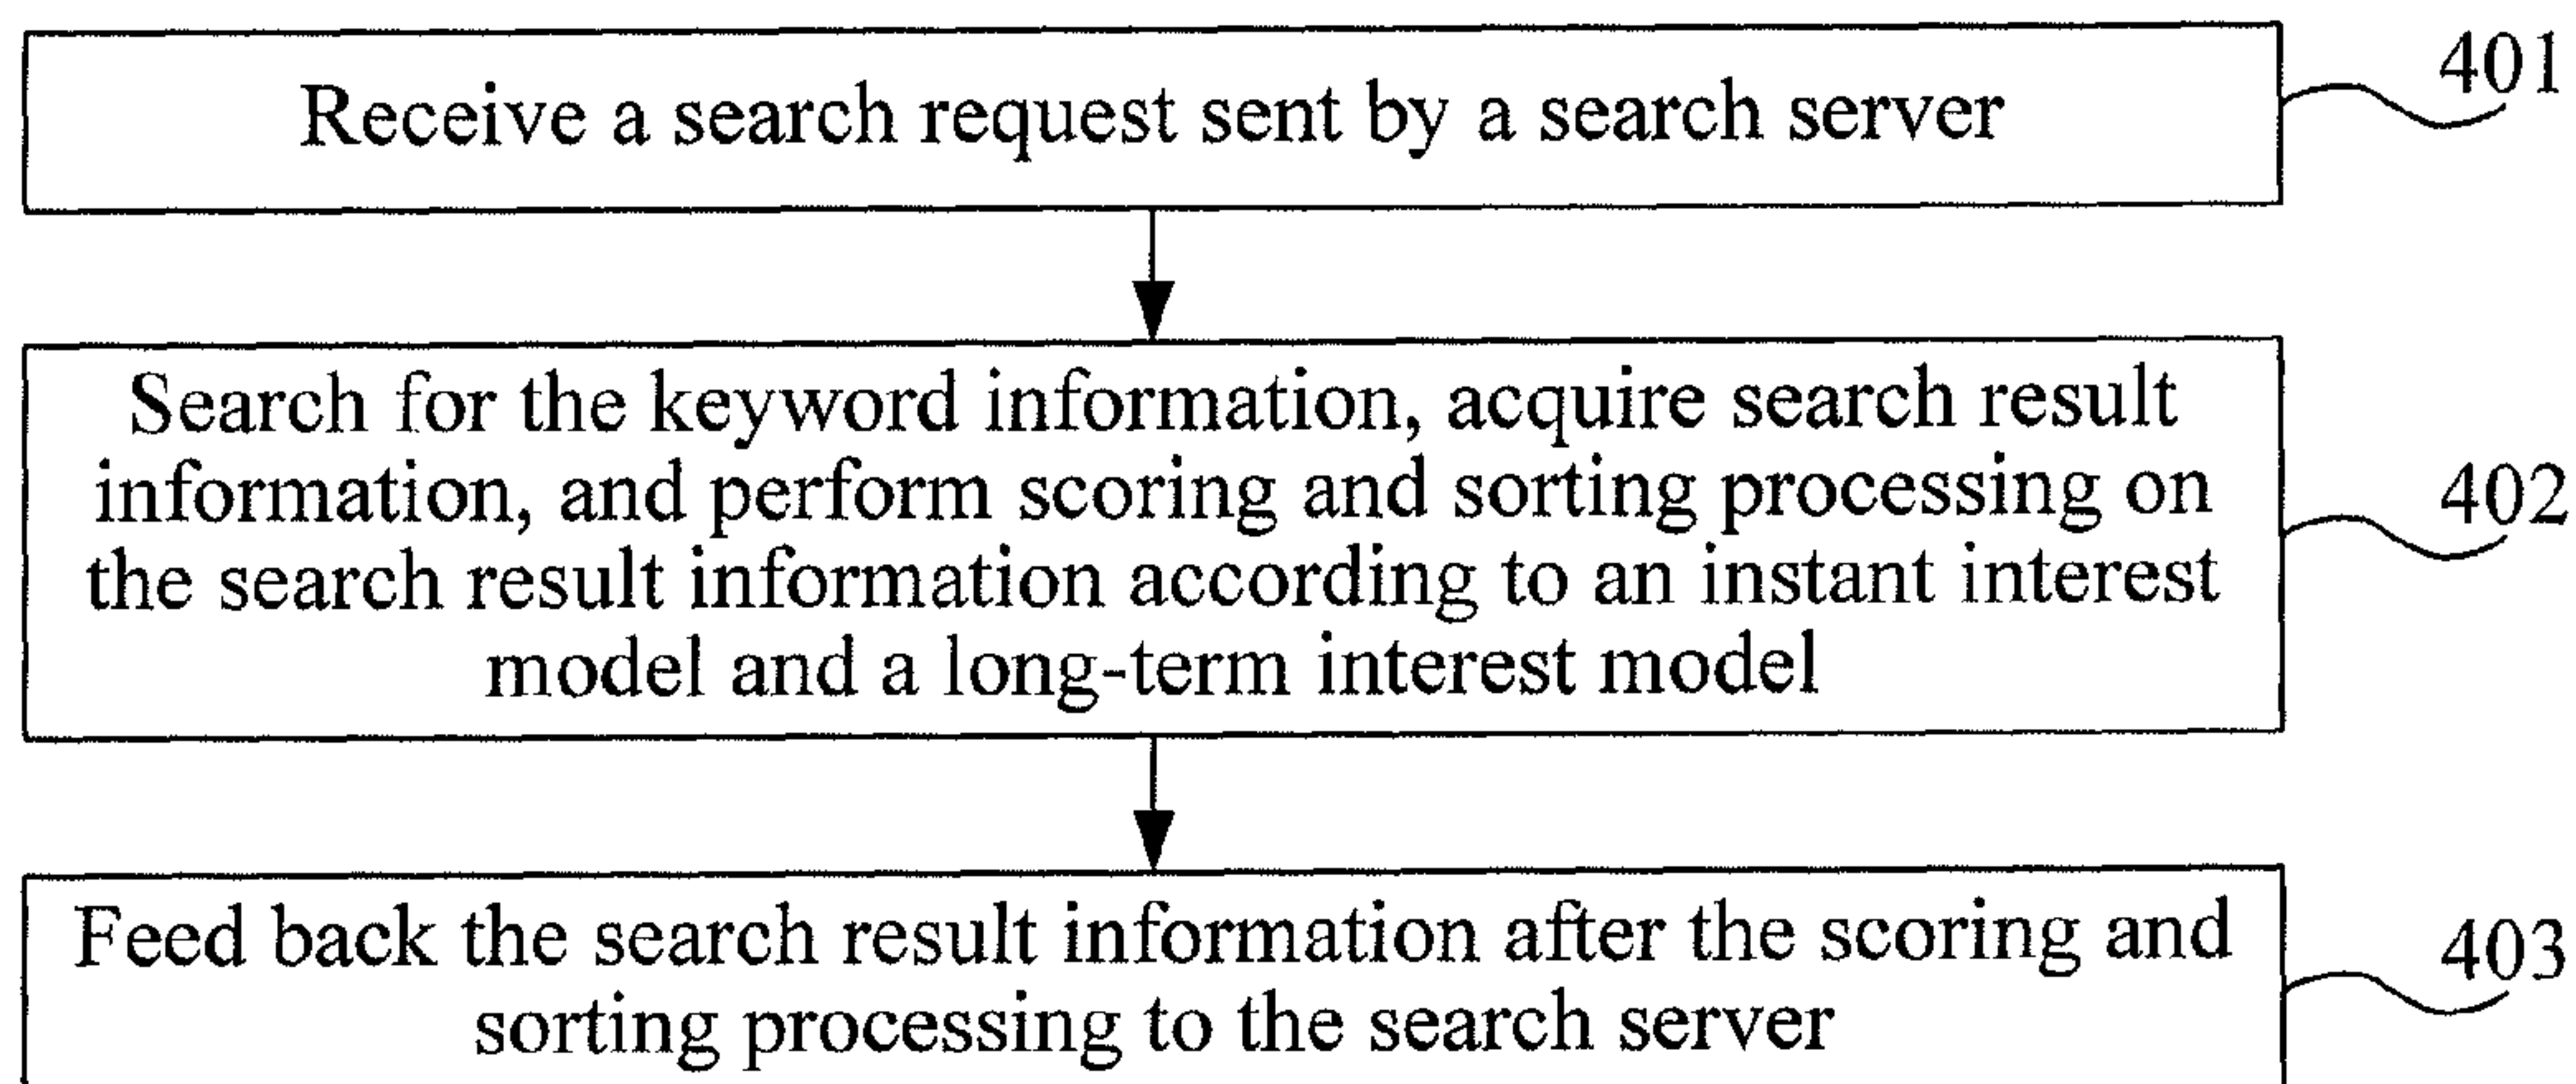 Receive a search request sent by a search server
401
Search for the keyword information, acquire search result
information, and perform scoring and sorting processing on
the search result information according to an instant interest
model and a long-term interest model
402
Feed back the search result information after the scoring and
sorting processing to the search server
403